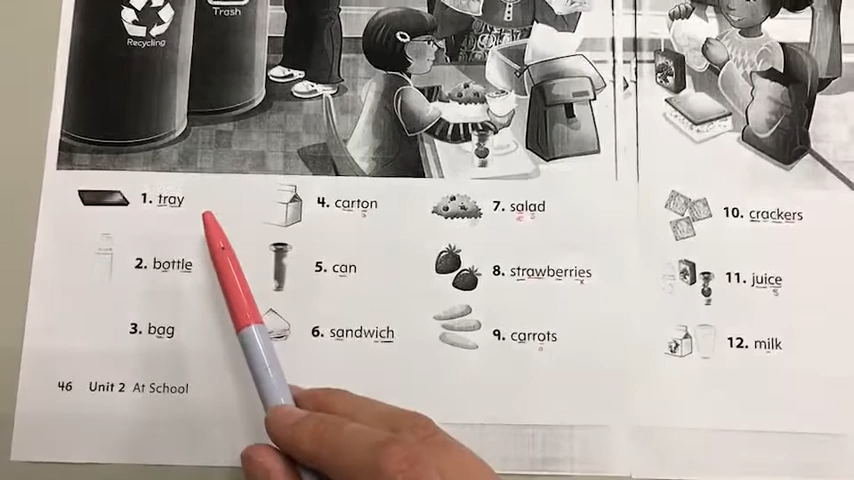 Recycling
Trash
1. tray
2. bottle
3. bag
4. carton
5. can
6. sandwich
7. salad
8. strawberries
9. carrots
10. crackers
11. juice
12. milk
46 Unit 2 At School